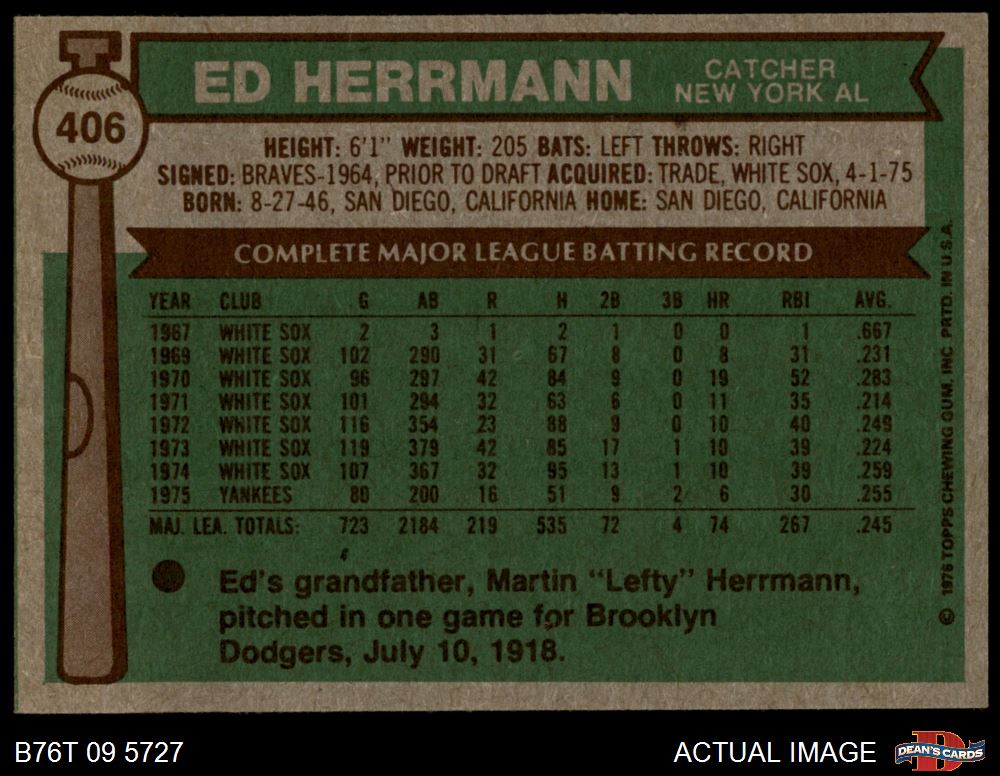 ED HERRMANN
CATCHER
NEW YORK AL
406
HEIGHT: 6'1" WEIGHT: 205 BATS: LEFT THROWS: RIGHT
SIGNED: BRAVES-1964, PRIOR TO DRAFT ACQUIRED: TRADE, WHITE SOX, 4-1-75
BORN: 8-27-46, SAN DIEGO, CALIFORNIA HOME: SAN DIEGO, CALIFORNIA
COMPLETE MAJOR LEAGUE BATTING RECORD
YEAR CLUB G AB R H 2B 3B HR RBI AVG.
1967 WHITE SOX 2 3 1 2 1 0 0 1 .667
1969 WHITE SOX 102 290 31 67 8 0 8 31 .231
1970 WHITE SOX 96 297 42 84 9 0 19 52 .283
1971 WHITE SOX 101 294 32 63 6 0 11 35 .214
1972 WHITE SOX 116 354 23 88 9 0 10 40 .249
1973 WHITE SOX 119 379 42 85 17 1 10 39 .224
1974 WHITE SOX 107 367 32 95 13 1 10 39 .259
1975 YANKEES 80 200 16 51 9 2 6 30 .255
MAJ. LEA. TOTALS: 723 2184 219 535 72 4 74 267 .245
Ed's grandfather, Martin "Lefty" Herrmann,
pitched in one game for Brooklyn
Dodgers, July 10, 1918.
© 1976 TOPPS CHEWING GUM, INC. PRTD. IN U.S.A.
B76T 09 5727
ACTUAL IMAGE
DEAN'S CARDS